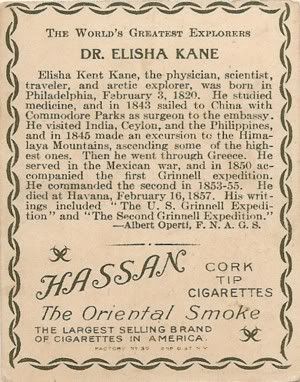 THE WORLD'S GREATEST EXPLORERS
DR. ELISHA KANE
Elisha Kent Kane, the physician, scientist,
traveler, and arctic explorer, was born in
Philadelphia, February 3, 1820. He studied
medicine, and in 1843 sailed to China with
Commodore Parks as surgeon to the embassy.
He visited India, Ceylon, and the Philippines,
and in 1845 made an excursion to the Hima-
laya Mountains, ascending some of the high-
est ones. Then he went through Greece. He
served in the Mexican war, and in 1850 ac-
companied the first Grinnell expedition.
He commanded the second in 1853-55. He
died at Havana, February 16, 1857. His writ-
ings included "The U. S. Grinnell Expedi-
tion" and "The Second Grinnell Expedition."
—Albert Operti, F. N. A. G. S.
HASSAN
CORK
TIP
CIGARETTES
The Oriental Smoke
THE LARGEST SELLING BRAND
OF CIGARETTES IN AMERICA.
FACTORY No 30 2ND DIST N.Y.